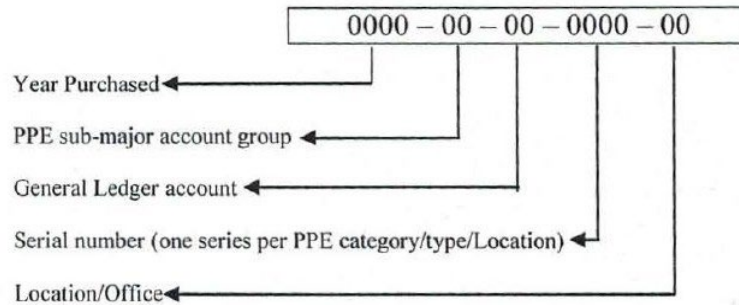 0000 – 00 – 00 – 0000 – 00
Year Purchased
PPE sub-major account group
General Ledger account
Serial number (one series per PPE category/type/Location)
Location/Office